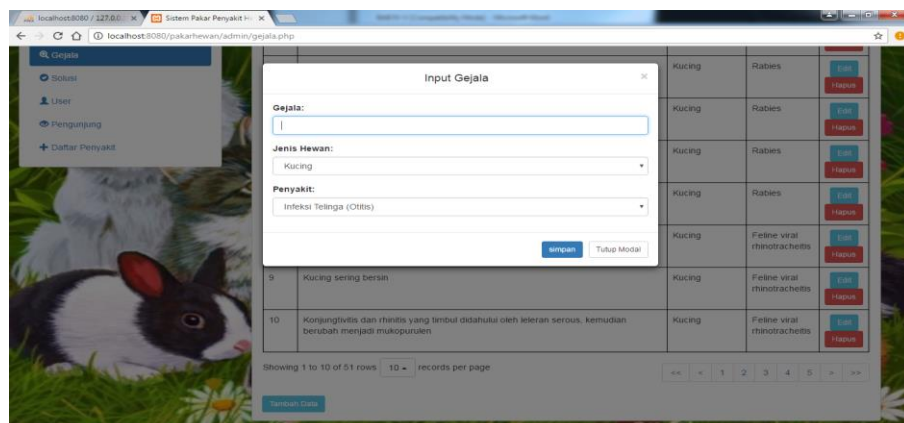 localhost:8080 / 127.0.0.
Sistem Pakar Penyakit H
localhost:8080/pakarhewan/admin/gejala.php
Gejala
Solusi
User
Pengunjung
Daftar Penyakit
Input Gejala
×
Gejala:
Jenis Hewan:
Kucing
Penyakit:
Infeksi Telinga (Otitis)
simpan
Tutup Modal
Kucing Rabies Edit
Hapus
Kucing Rabies Edit
Hapus
Kucing Rabies Edit
Hapus
Kucing Rabies Edit
Hapus
Kucing Feline viral Edit
rhinotracheitis Hapus
9 Kucing sering bersin Kucing Feline viral Edit
rhinotracheitis Hapus
10 Konjungtivitis dan rhinitis yang timbul didahului oleh leleran serous, kemudian Kucing Feline viral Edit
berubah menjadi mukopurulen rhinotracheitis Hapus
Showing 1 to 10 of 51 rows 10 records per page << < 1 2 3 4 5 > >>
Tambah Data